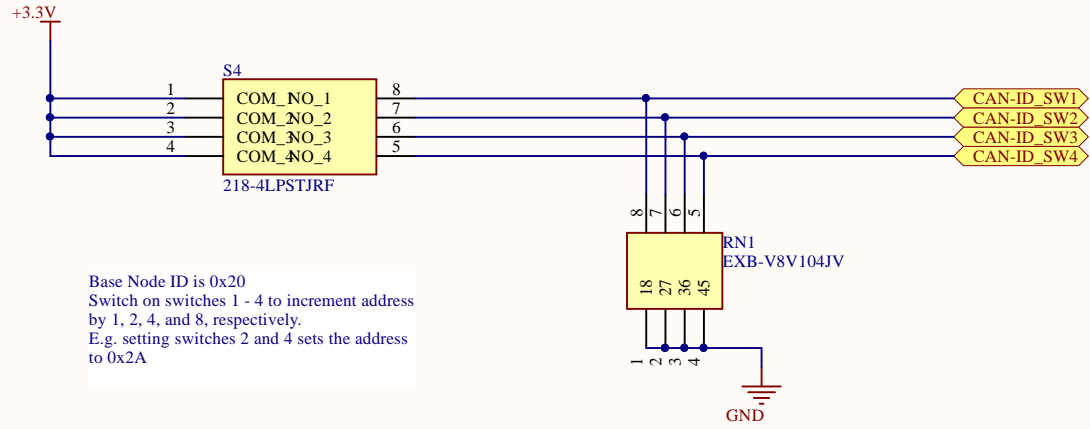 +3.3V
S4
1 COM_1 NO_1 8 CAN-ID_SW1
2 COM_2 NO_2 7 CAN-ID_SW2
3 COM_3 NO_3 6 CAN-ID_SW3
4 COM_4 NO_4 5 CAN-ID_SW4
218-4LPSTJRF
8 7 6 5
RN1
EXB-V8V104JV
18 27 36 45
Base Node ID is 0x20
Switch on switches 1 - 4 to increment address
by 1, 2, 4, and 8, respectively.
E.g. setting switches 2 and 4 sets the address
to 0x2A
1 2 3 4
GND